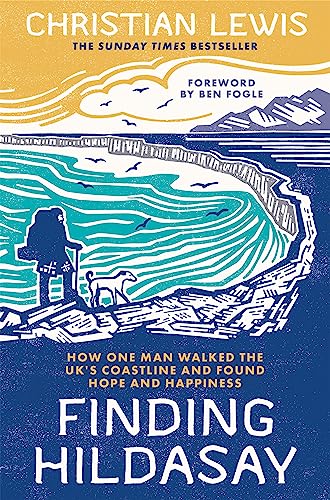 CHRISTIAN LEWIS
THE SUNDAY TIMES BESTSELLER
FOREWORD
BY BEN FOGLE
HOW ONE MAN WALKED THE
UK'S COASTLINE AND FOUND
HOPE AND HAPPINESS
FINDING
HILDASAY